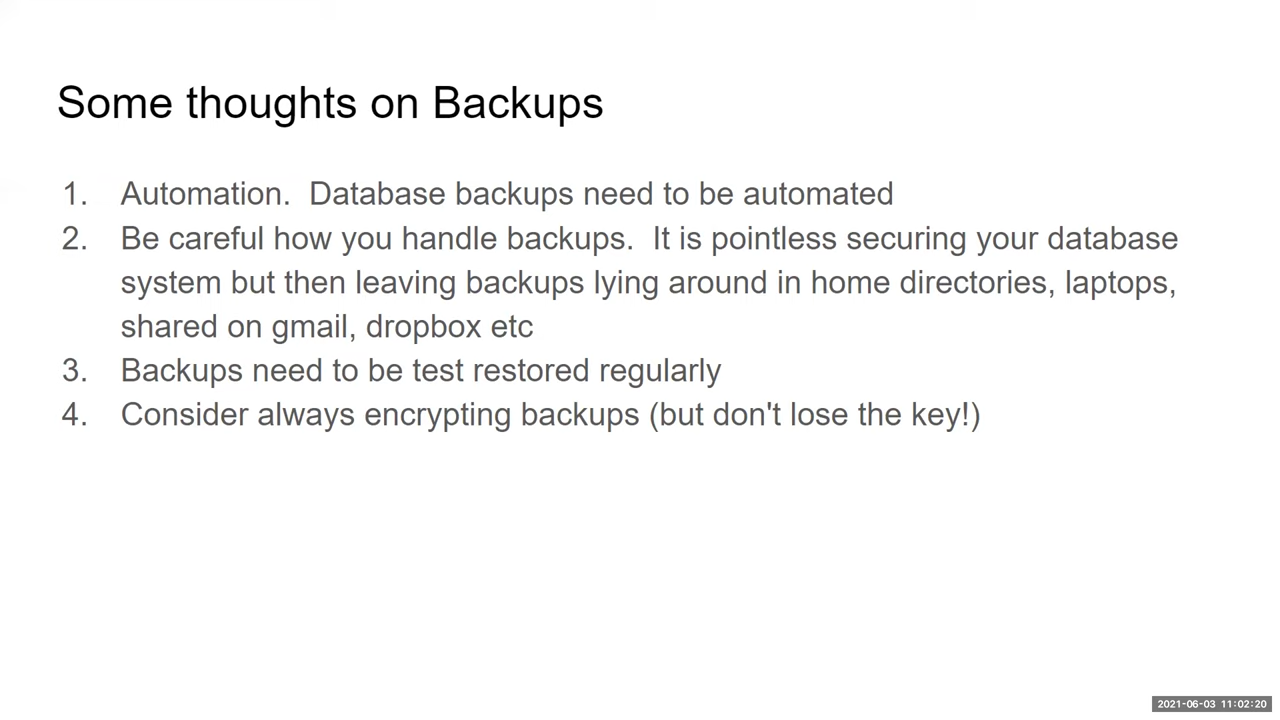 Some thoughts on Backups
1. Automation.  Database backups need to be automated
2. Be careful how you handle backups.  It is pointless securing your database
system but then leaving backups lying around in home directories, laptops,
shared on gmail, dropbox etc
3. Backups need to be test restored regularly
4. Consider always encrypting backups (but don't lose the key!)
2021-06-03 11:02:20